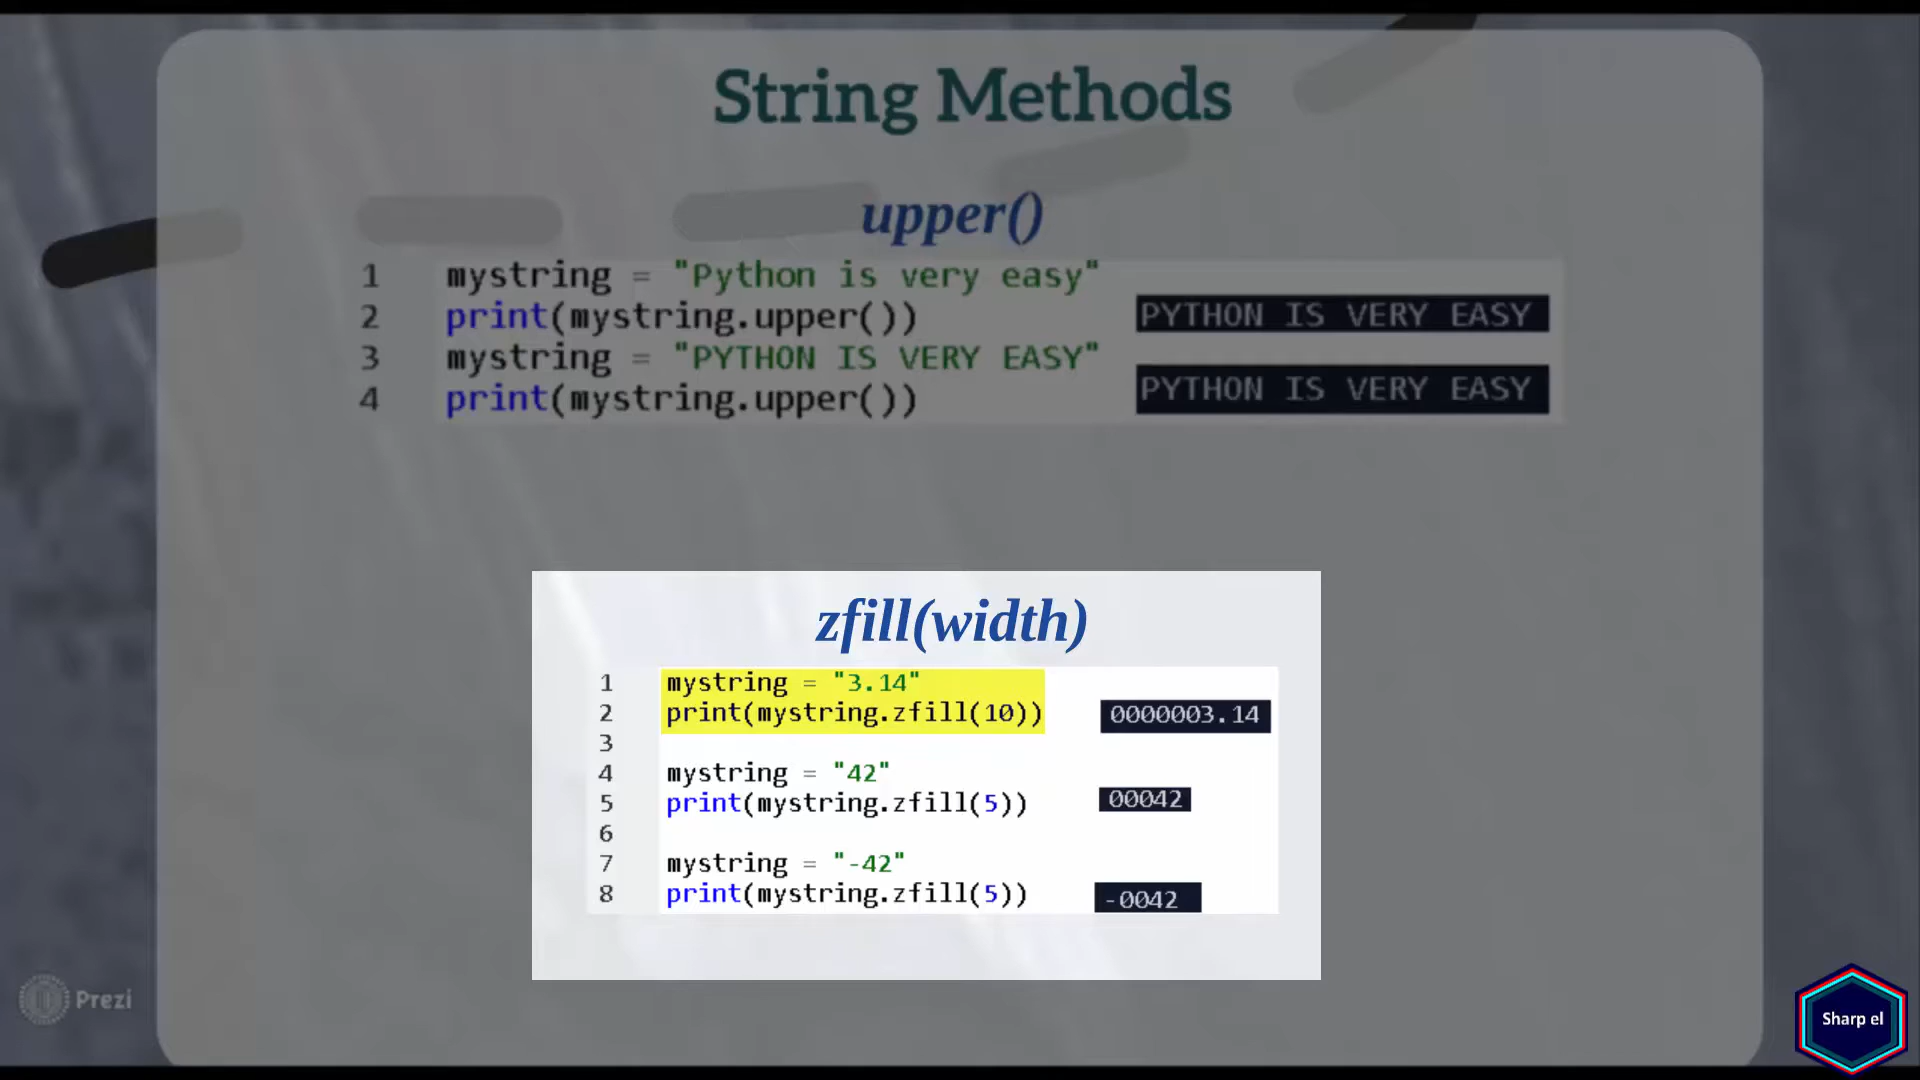 String Methods
upper()
1 mystring = "Python is very easy"
2 print(mystring.upper()) PYTHON IS VERY EASY
3 mystring = "PYTHON IS VERY EASY"
4 print(mystring.upper()) PYTHON IS VERY EASY
zfill(width)
1 mystring = "3.14"
2 print(mystring.zfill(10)) 0000003.14
3
4 mystring = "42"
5 print(mystring.zfill(5)) 00042
6
7 mystring = "-42"
8 print(mystring.zfill(5)) -0042
Prezi
Sharp el